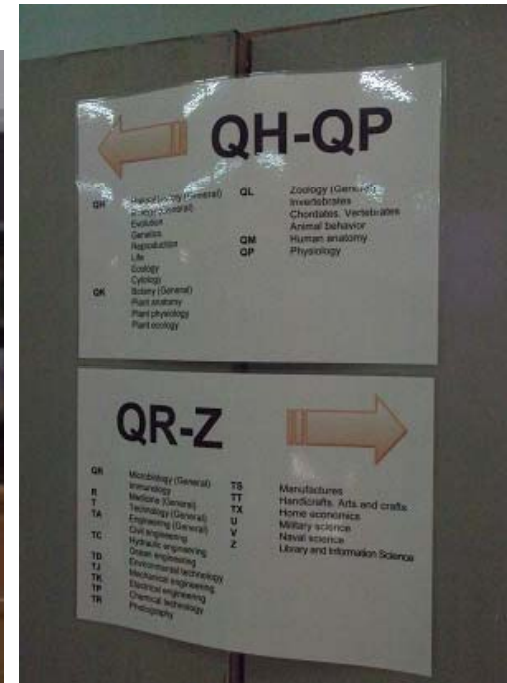 QH-QP
QH Natural history (General)
Biology (General)
Evolution
Genetics
Reproduction
Life
Ecology
Cytology
QK Botany (General)
Plant anatomy
Plant physiology
Plant ecology
QL Zoology (General)
Invertebrates
Chordates. Vertebrates
Animal behavior
QM Human anatomy
QP Physiology
QR-Z
QR Microbiology (General)
Immunology
R Medicine (General)
T Technology (General)
TA Engineering (General)
Civil engineering
TC Hydraulic engineering
Ocean engineering
TD Environmental technology
TJ Mechanical engineering
TK Electrical engineering
TP Chemical technology
TR Photography
TS Manufactures
TT Handicrafts. Arts and crafts
TX Home economics
U Military science
V Naval science
Z Library and Information Science